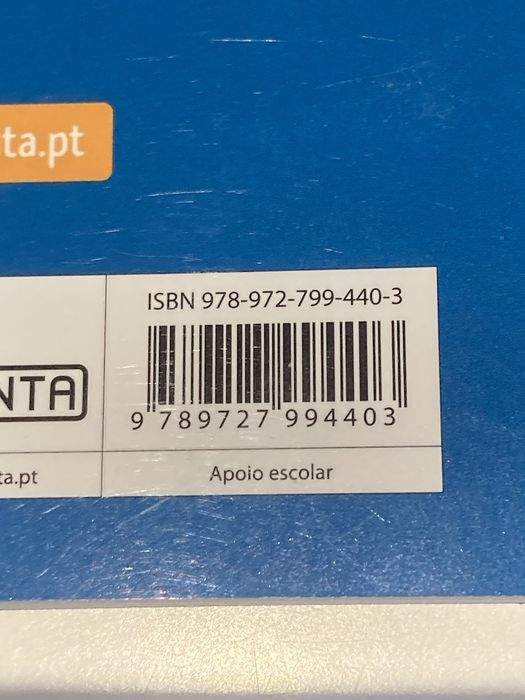 ta.pt
ISBN 978-972-799-440-3
9 789727 994403
NTA
ta.pt
Apoio escolar